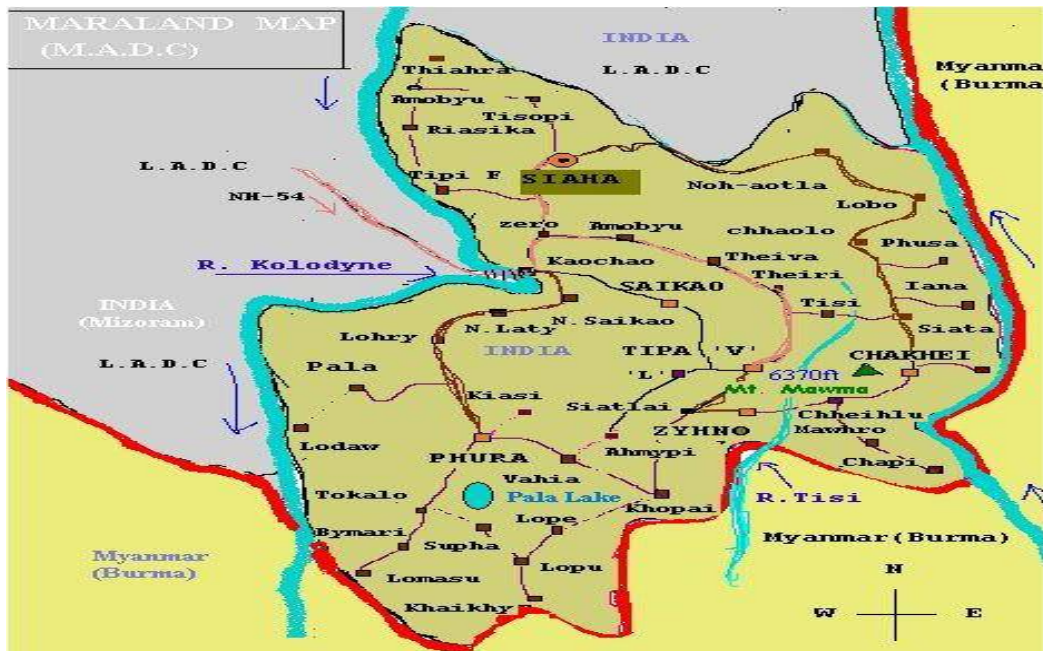 MARALAND MAP
(M.A.D.C)
INDIA
L.A.D.C
Myanmar
(Burma
Thiahra
Amobyu
Tisopi
Riasika
L.A.D.C
Tipi F
SIAHA
Noh-aotla
NH-54
Lobo
zero
Amobyu
chhaolo
Phusa
R. Kolodyne
Kaochao
Theiva
Theiri
SAIKAO
Iana
INDIA
(Mizoram)
Tisi
N.Laty
N.Saikao
Siata
Lohry
INDIA
TIPA 'V'
CHAKHEI
L.A.D.C
Pala
'L'
6370ft
Mt Mawma
Kiasi
Siatlai
Chheihlu
ZYHNO
Mawhro
Lodaw
PHURA
Ahmypi
Chapi
Vahia
Tokalo
Pala Lake
R.Tisi
Khopai
Bymari
Lope
Supha
Myanmar(Burma)
Myanmar
(Burma)
Lopu
N
Lomasu
Khaikhy
W
E
S